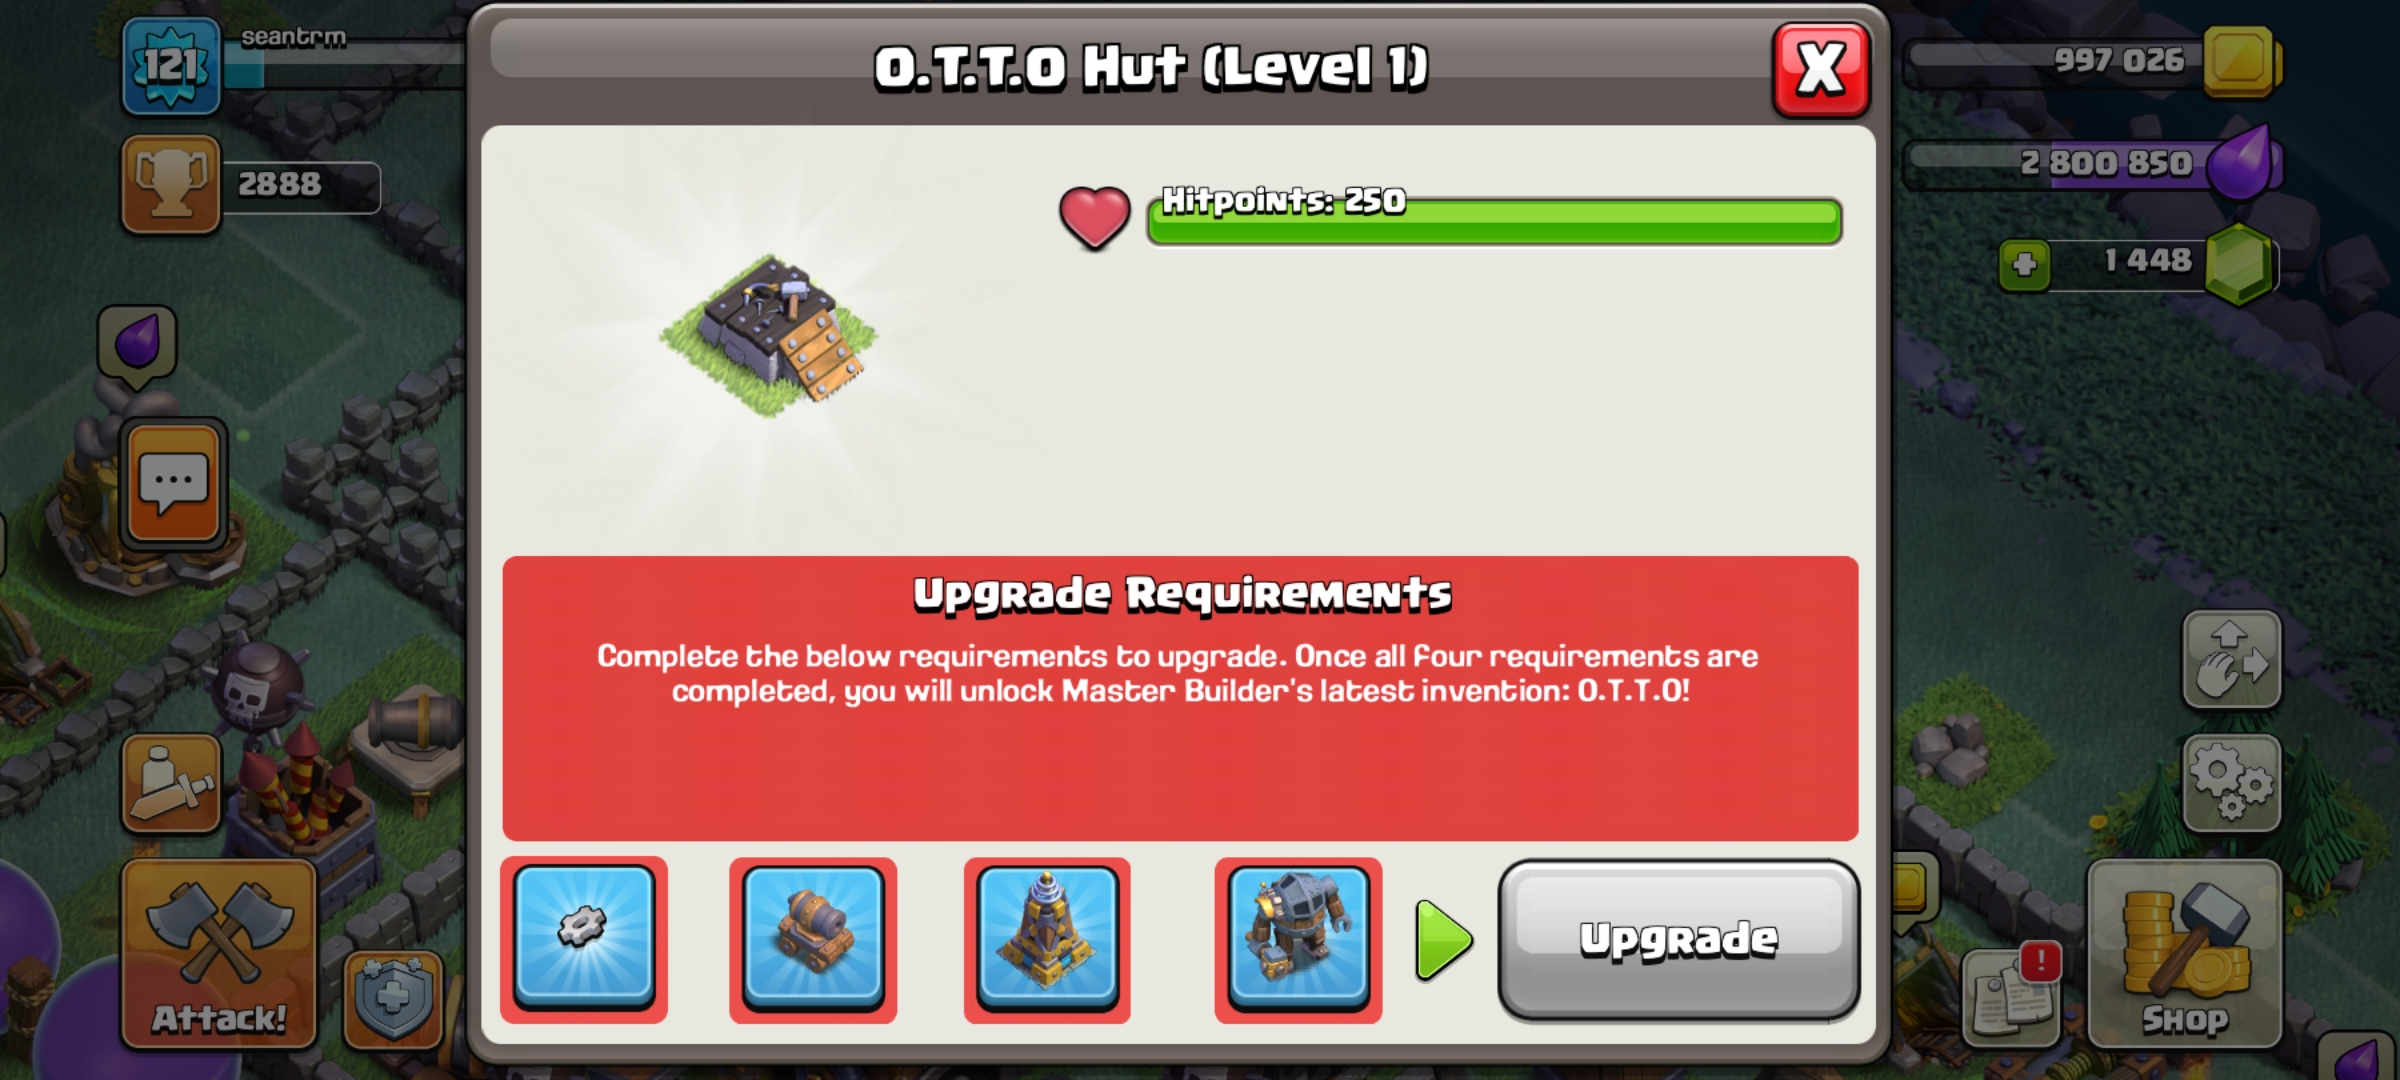 121
seantrm
2888
O.T.T.O Hut (Level 1)
X
997 026
2 800 850
1 448
Hitpoints: 250
Upgrade Requirements
Complete the below requirements to upgrade. Once all four requirements are
completed, you will unlock Master Builder's latest invention: O.T.T.O!
Upgrade
Attack!
!
Shop